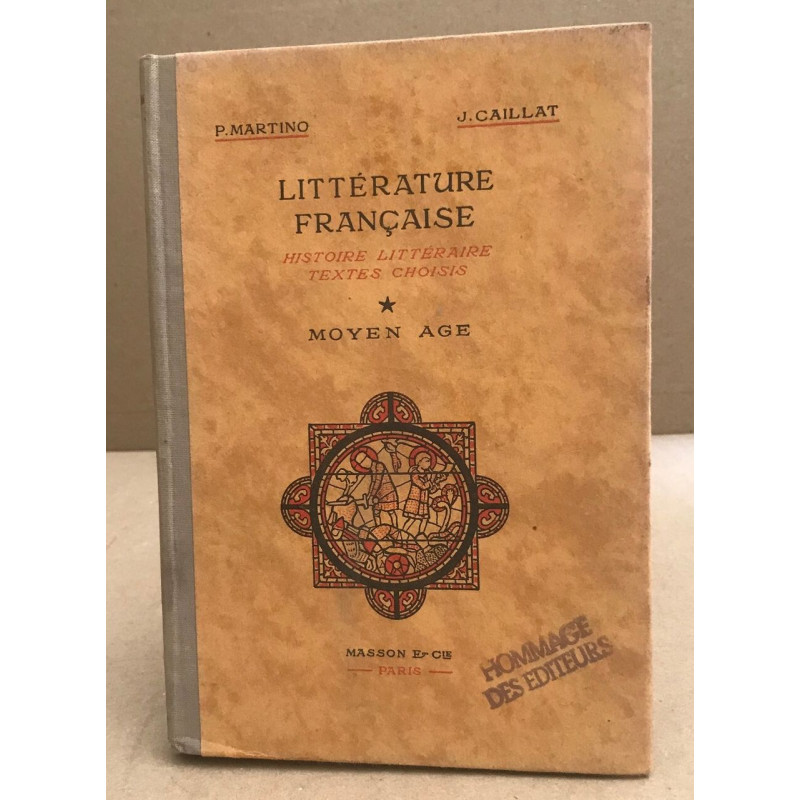 P. MARTINO
J. CAILLAT
LITTÉRATURE
FRANÇAISE
HISTOIRE LITTÉRAIRE
TEXTES CHOISIS
MOYEN AGE
MASSON ET CIE
PARIS
HOMMAGE
DES EDITEURS